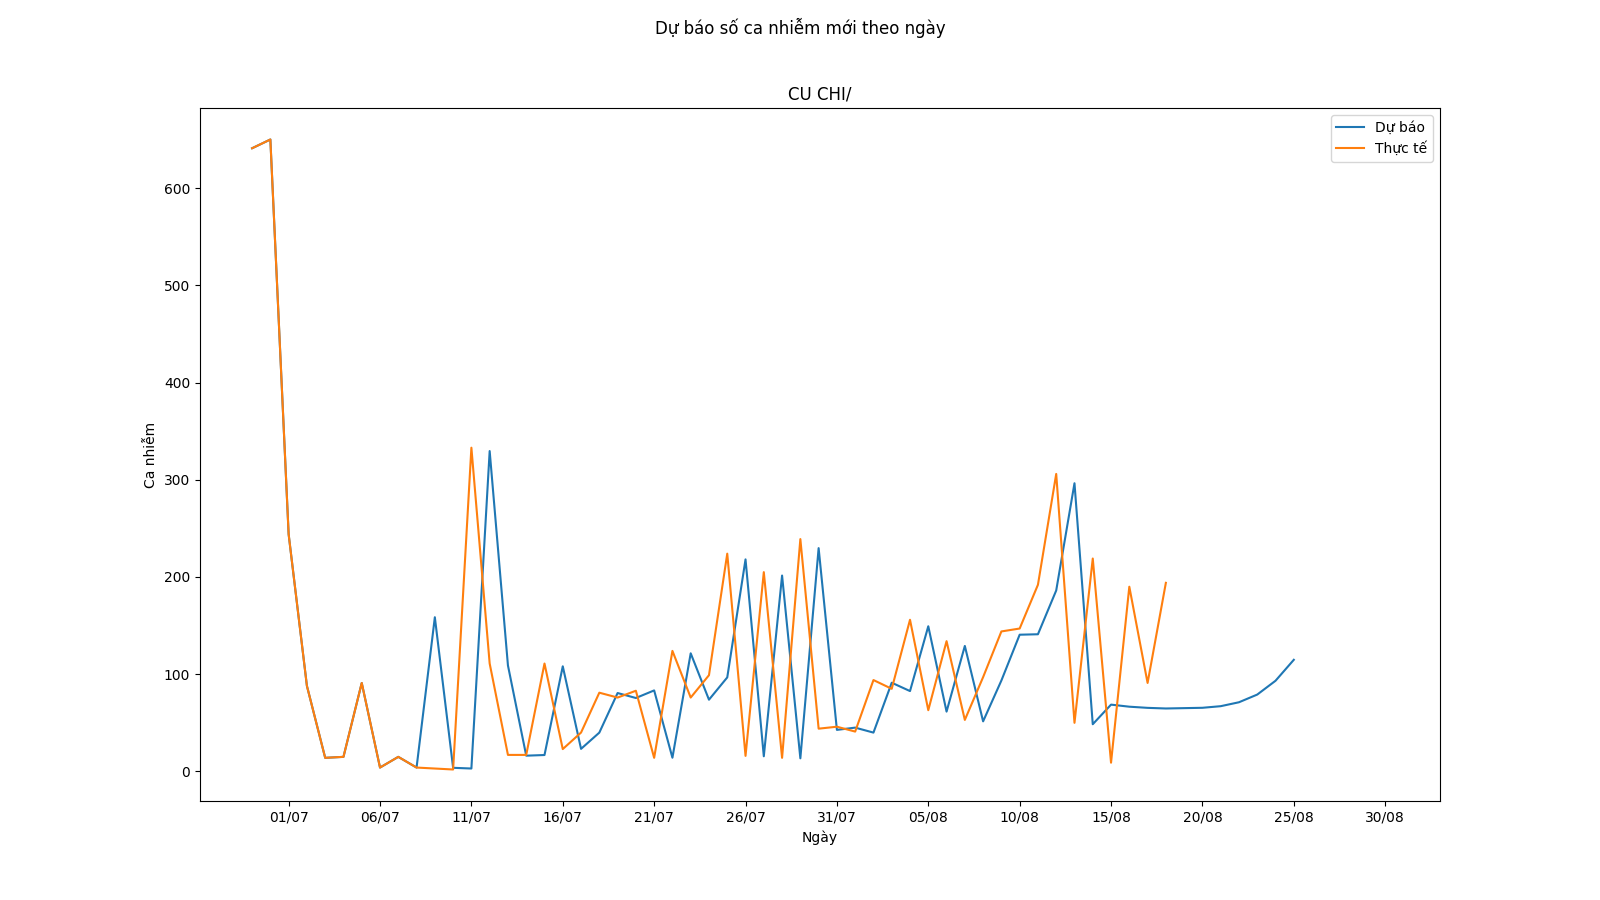 Dự báo số ca nhiễm mới theo ngày
CU CHI/
Dự báo
Thực tế
600
500
400
300
200
100
0
Ca nhiễm
01/07 06/07 11/07 16/07 21/07 26/07 31/07 05/08 10/08 15/08 20/08 25/08 30/08
Ngày